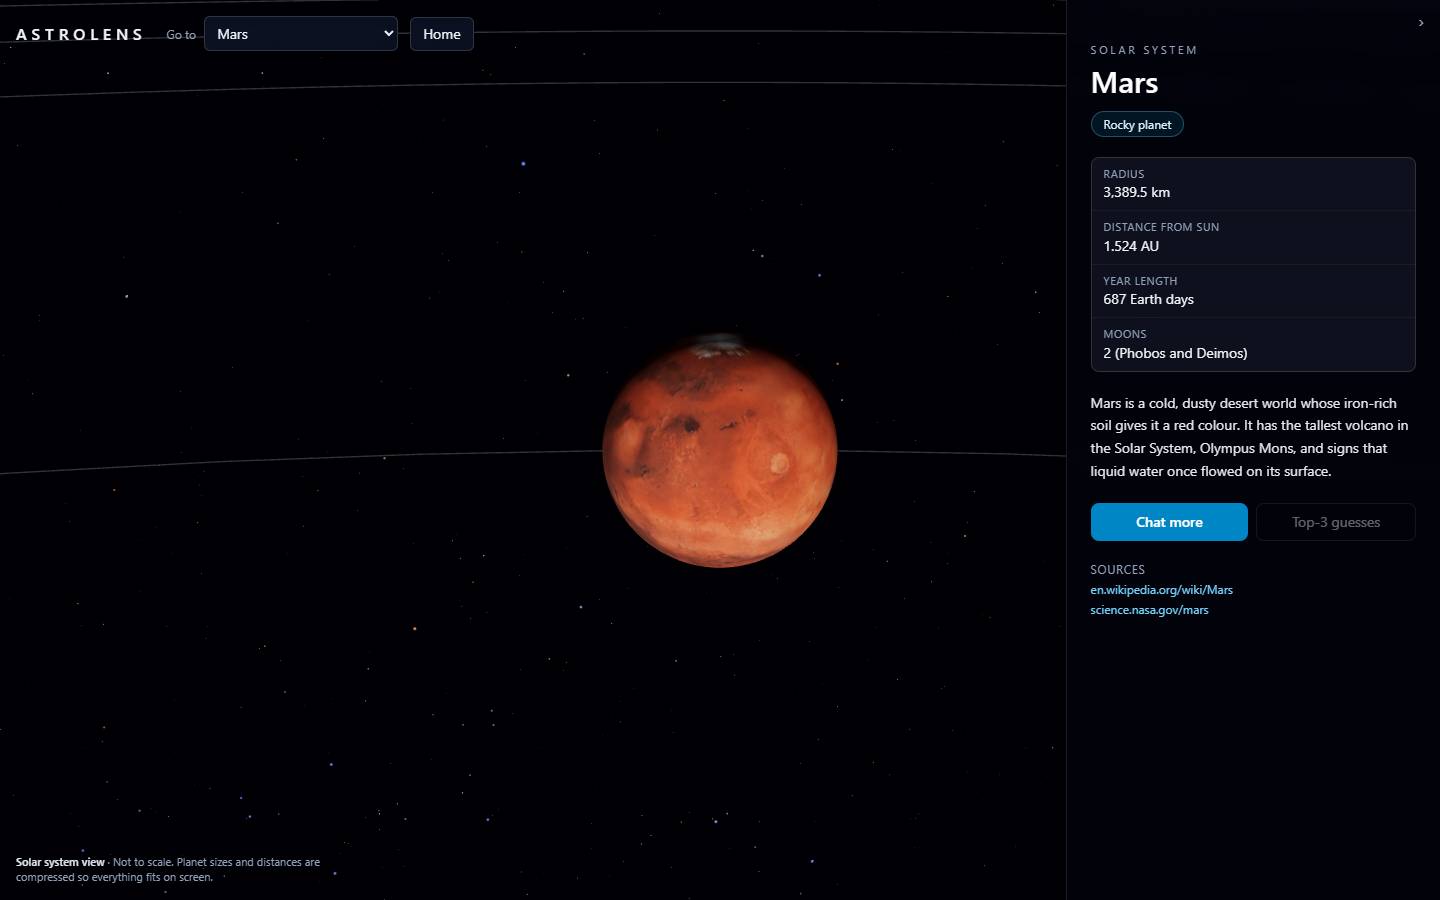 ASTROLENS
Go to
Mars
Home
SOLAR SYSTEM
Mars
Rocky planet
RADIUS
3,389.5 km
DISTANCE FROM SUN
1.524 AU
YEAR LENGTH
687 Earth days
MOONS
2 (Phobos and Deimos)
Mars is a cold, dusty desert world whose iron-rich
soil gives it a red colour. It has the tallest volcano in
the Solar System, Olympus Mons, and signs that
liquid water once flowed on its surface.
Chat more
Top-3 guesses
SOURCES
en.wikipedia.org/wiki/Mars
science.nasa.gov/mars
Solar system view · Not to scale. Planet sizes and distances are
compressed so everything fits on screen.